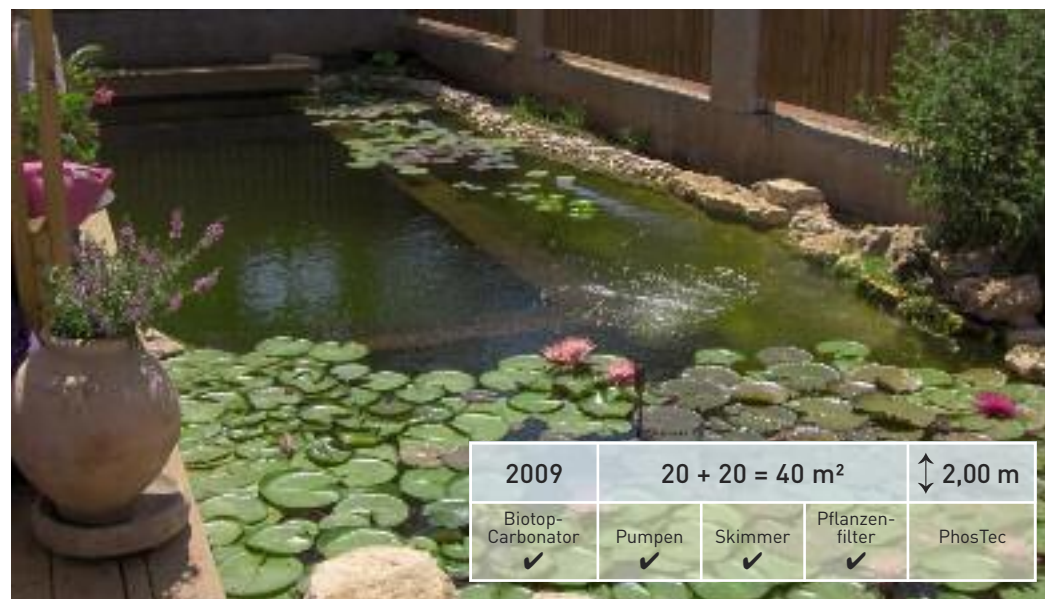 2009 20 + 20 = 40 m² ↕ 2,00 m
Biotop-
Carbonator
✔
Pumpen
✔
Skimmer
✔
Pflanzen-
filter
✔
PhosTec